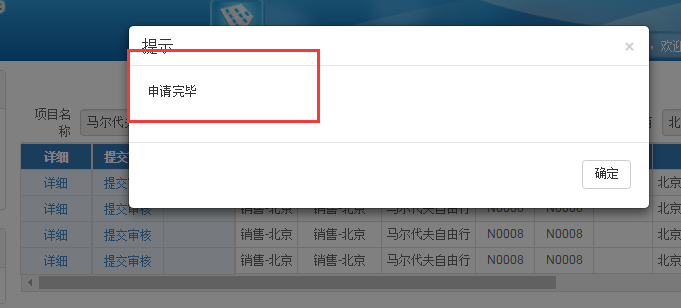 提示 ×
欢迎
申请完毕
项目名称 马尔代夫
确定
详细 提交审
详细 提交审核 北京
详细 提交审核 销售-北京 销售-北京 马尔代夫自由行 N0008 N0008 北京
详细 提交审核 销售-北京 销售-北京 马尔代夫自由行 N0008 N0008 北京
详细 提交审核 销售-北京 销售-北京 马尔代夫自由行 N0008 N0008 北京